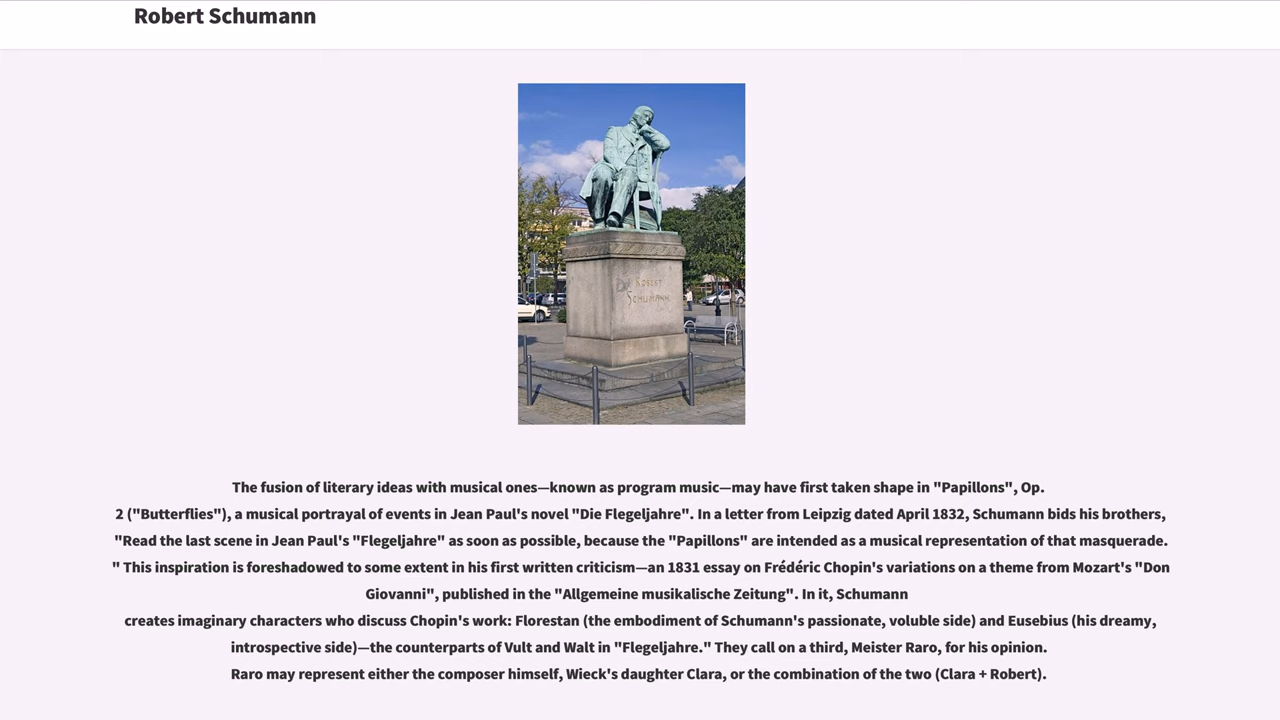 Robert Schumann
ROBERT
SCHUMANN
The fusion of literary ideas with musical ones—known as program music—may have first taken shape in "Papillons", Op.
2 ("Butterflies"), a musical portrayal of events in Jean Paul's novel "Die Flegeljahre". In a letter from Leipzig dated April 1832, Schumann bids his brothers,
"Read the last scene in Jean Paul's "Flegeljahre" as soon as possible, because the "Papillons" are intended as a musical representation of that masquerade.
" This inspiration is foreshadowed to some extent in his first written criticism—an 1831 essay on Frédéric Chopin's variations on a theme from Mozart's "Don
Giovanni", published in the "Allgemeine musikalische Zeitung". In it, Schumann
creates imaginary characters who discuss Chopin's work: Florestan (the embodiment of Schumann's passionate, voluble side) and Eusebius (his dreamy,
introspective side)—the counterparts of Vult and Walt in "Flegeljahre." They call on a third, Meister Raro, for his opinion.
Raro may represent either the composer himself, Wieck's daughter Clara, or the combination of the two (Clara + Robert).